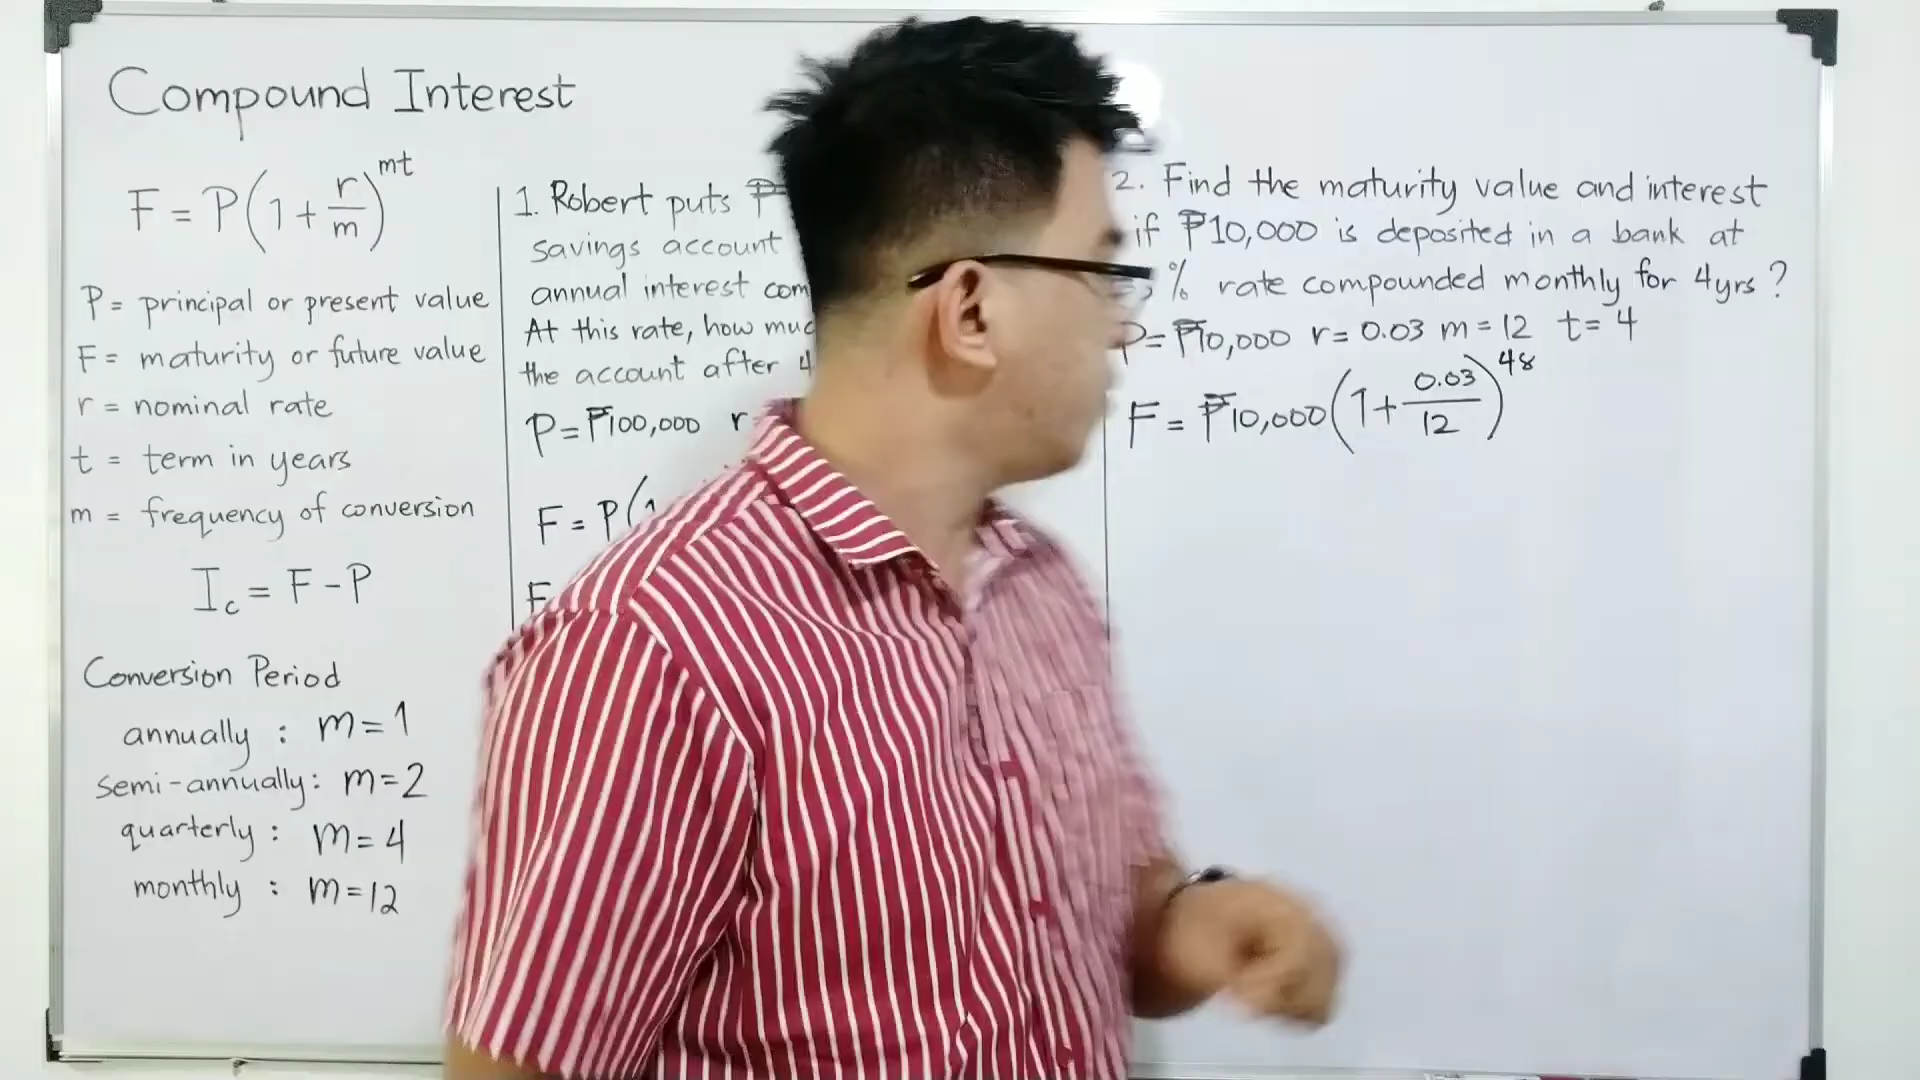 Compound Interest
F = P(1 + r/m)^mt
P = principal or present value
F = maturity or future value
r = nominal rate
t = term in years
m = frequency of conversion
I_c = F - P
Conversion Period
annually : m = 1
semi-annually : m = 2
quarterly : m = 4
monthly : m = 12
1. Robert puts ₱
savings account
annual interest
At this rate, how
the account after 4
P = ₱100,000 r
F = P(1
F
2. Find the maturity value and interest
if ₱10,000 is deposited in a bank at
% rate compounded monthly for 4yrs ?
P = ₱10,000 r = 0.03 m = 12 t = 4
F = ₱10,000(1 + 0.03/12)^48